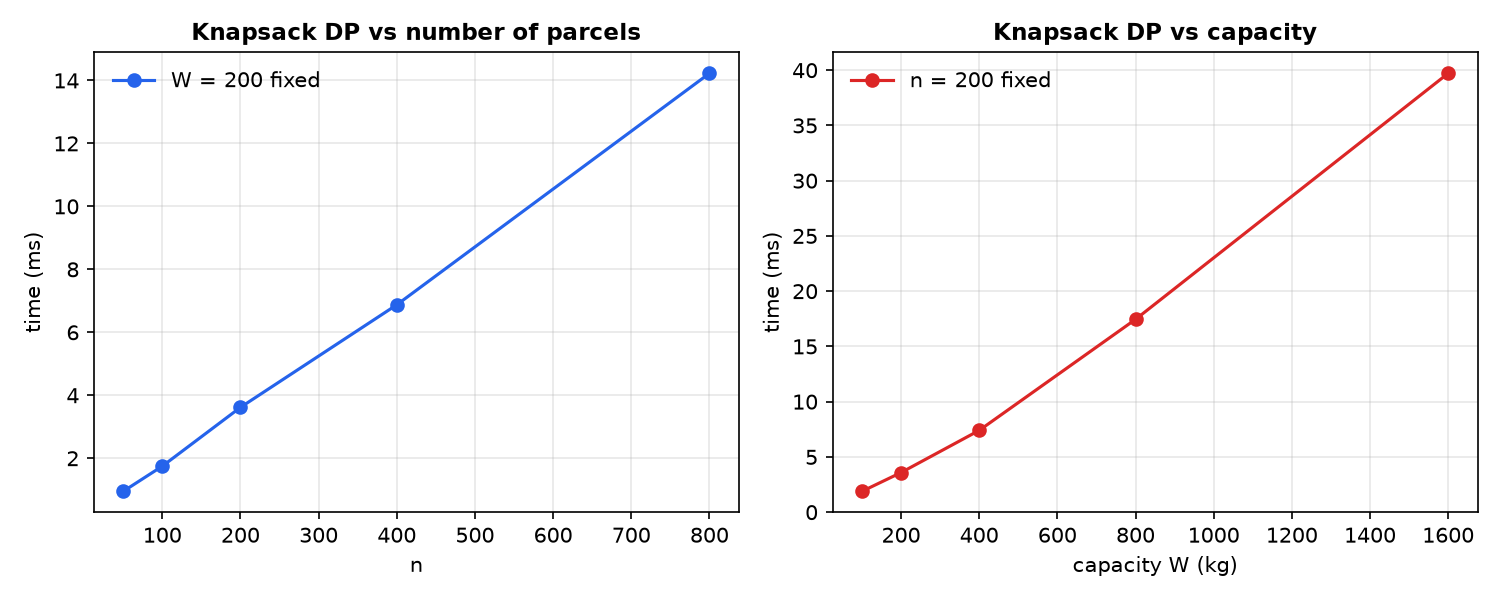 Knapsack DP vs number of parcels
W = 200 fixed
time (ms)
14
12
10
8
6
4
2
100 200 300 400 500 600 700 800
n
Knapsack DP vs capacity
n = 200 fixed
time (ms)
40
35
30
25
20
15
10
5
0
200 400 600 800 1000 1200 1400 1600
capacity W (kg)